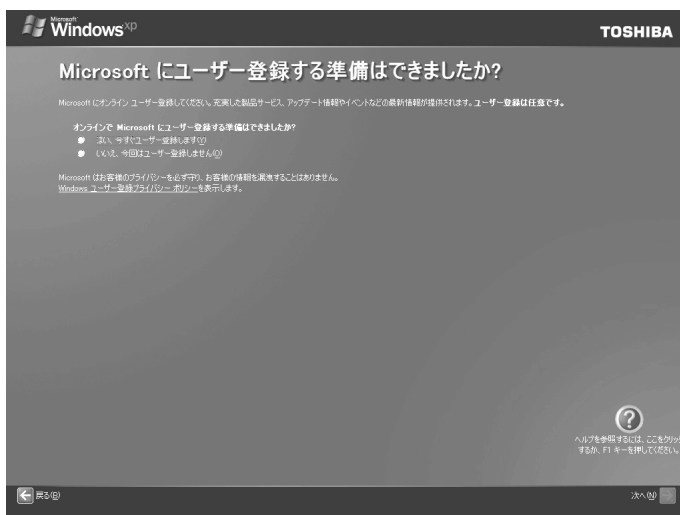 Microsoft
Windows xp
TOSHIBA
Microsoft にユーザー登録する準備はできましたか?
Microsoft にオンライン ユーザー登録してください。充実した製品サービス、アップデート情報やイベントなどの最新情報が提供されます。ユーザー登録は任意です。
オンラインで Microsoft にユーザー登録する準備はできましたか?
はい、今すぐユーザー登録します(Y)
いいえ、今回はユーザー登録しません(O)
Microsoft はお客様のプライバシーを必ず守り、お客様の情報を漏洩することはありません。
Windows ユーザー登録プライバシー ポリシーを表示します。
?
ヘルプを参照するには、ここをクリッ
するか、F1 キーを押してください。
戻る(B)
次へ(N)